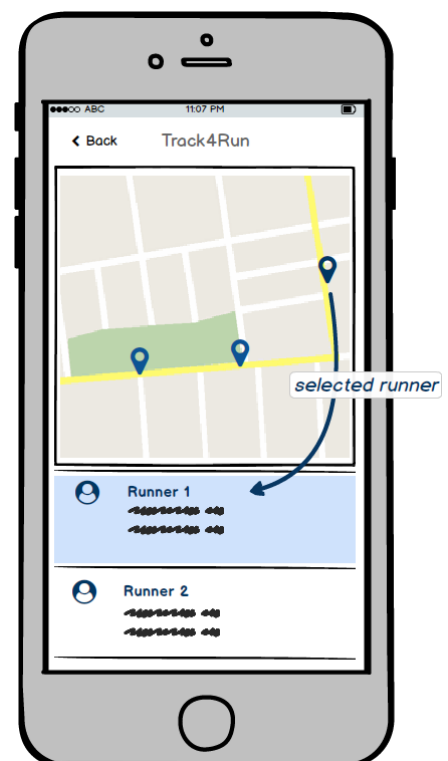 ABC 11:07 PM
Back Track4Run
selected runner
Runner 1
Runner 2